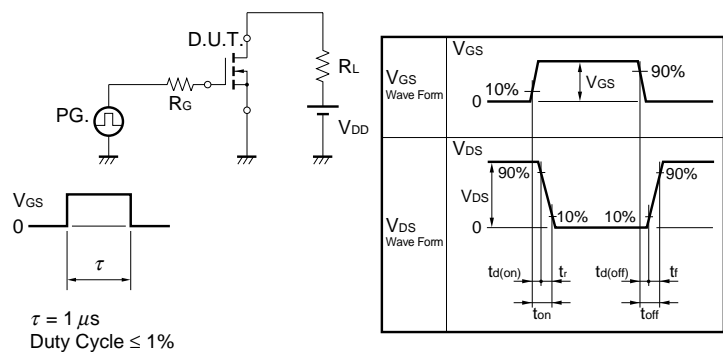 D.U.T.
RL
RG
PG.
VDD
VGS
0
τ
τ = 1 μs
Duty Cycle ≤ 1%
VGS
Wave Form
VGS
10%
VGS
90%
0
VDS
Wave Form
VDS
90%
VDS
90%
10%
10%
0
td(on)
tr
td(off)
tf
ton
toff